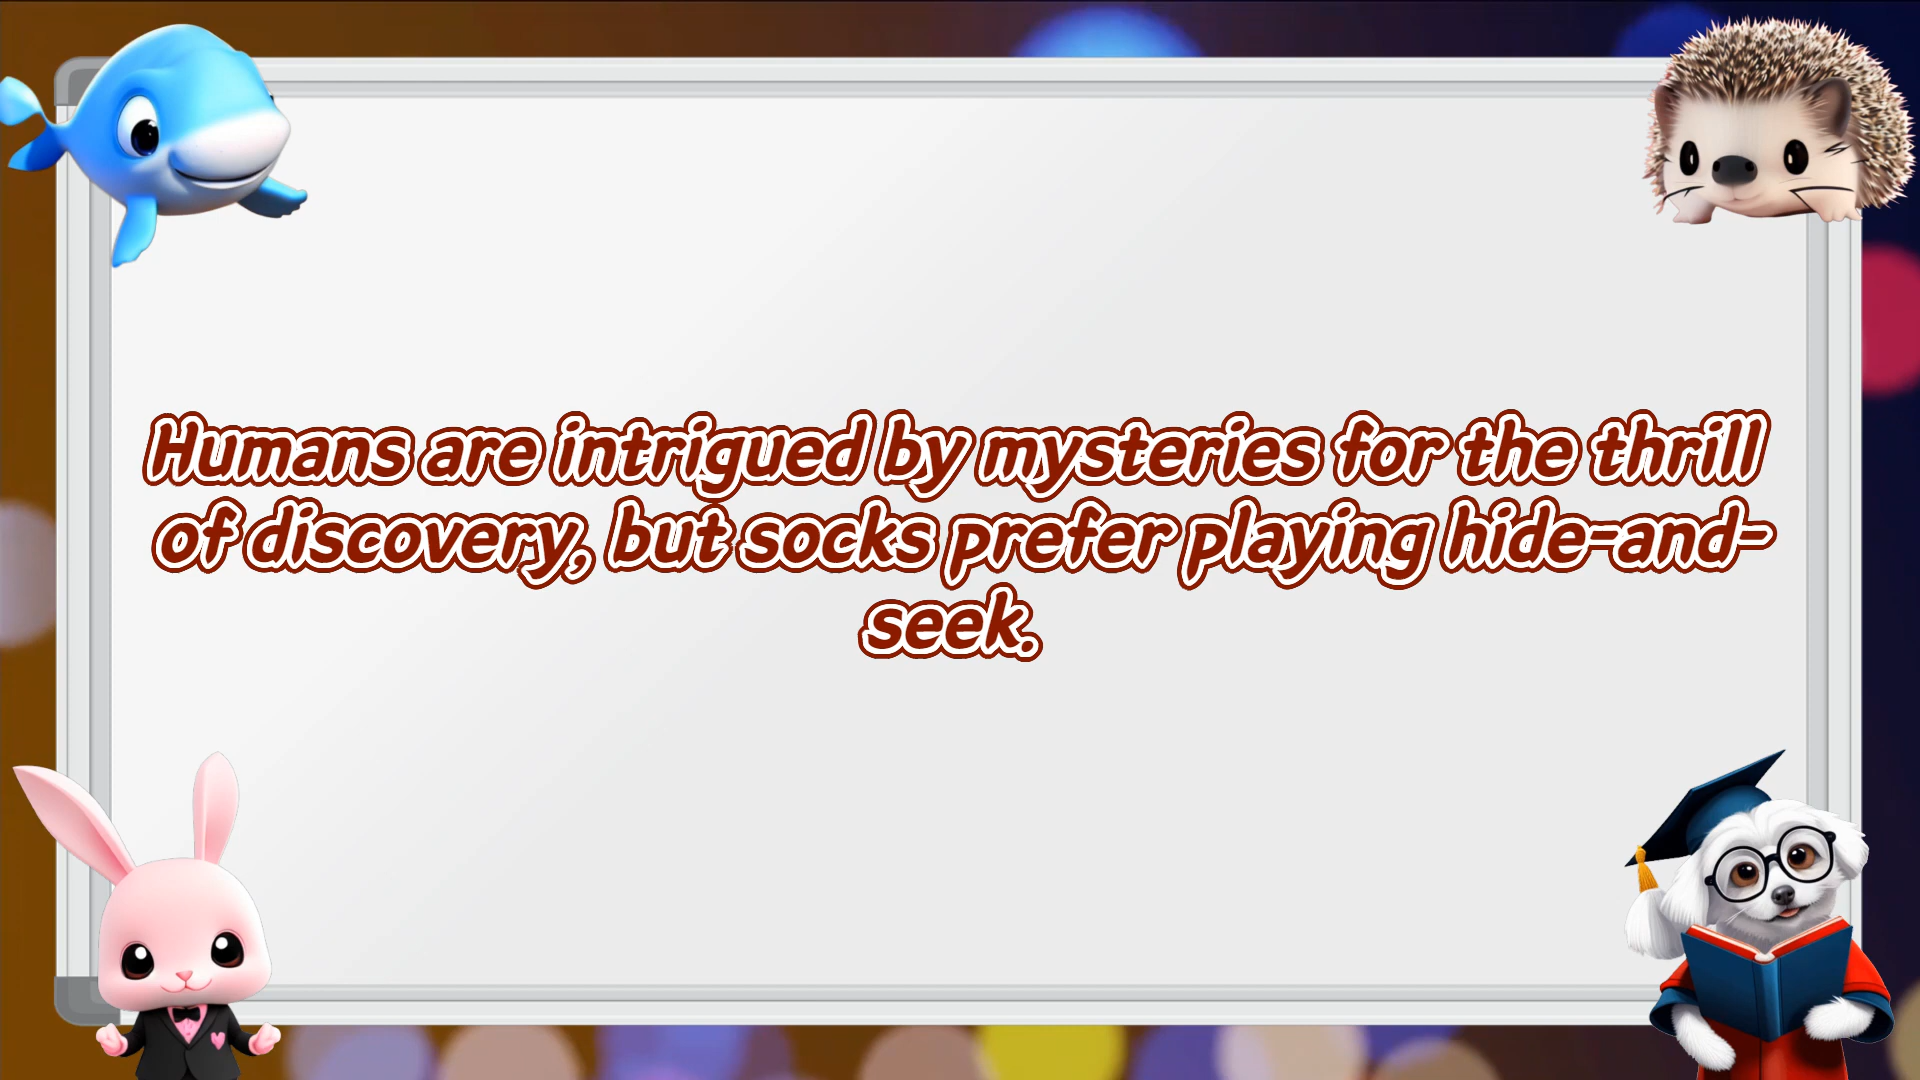 Humans are intrigued by mysteries for the thrill
of discovery, but socks prefer playing hide-and-
seek.